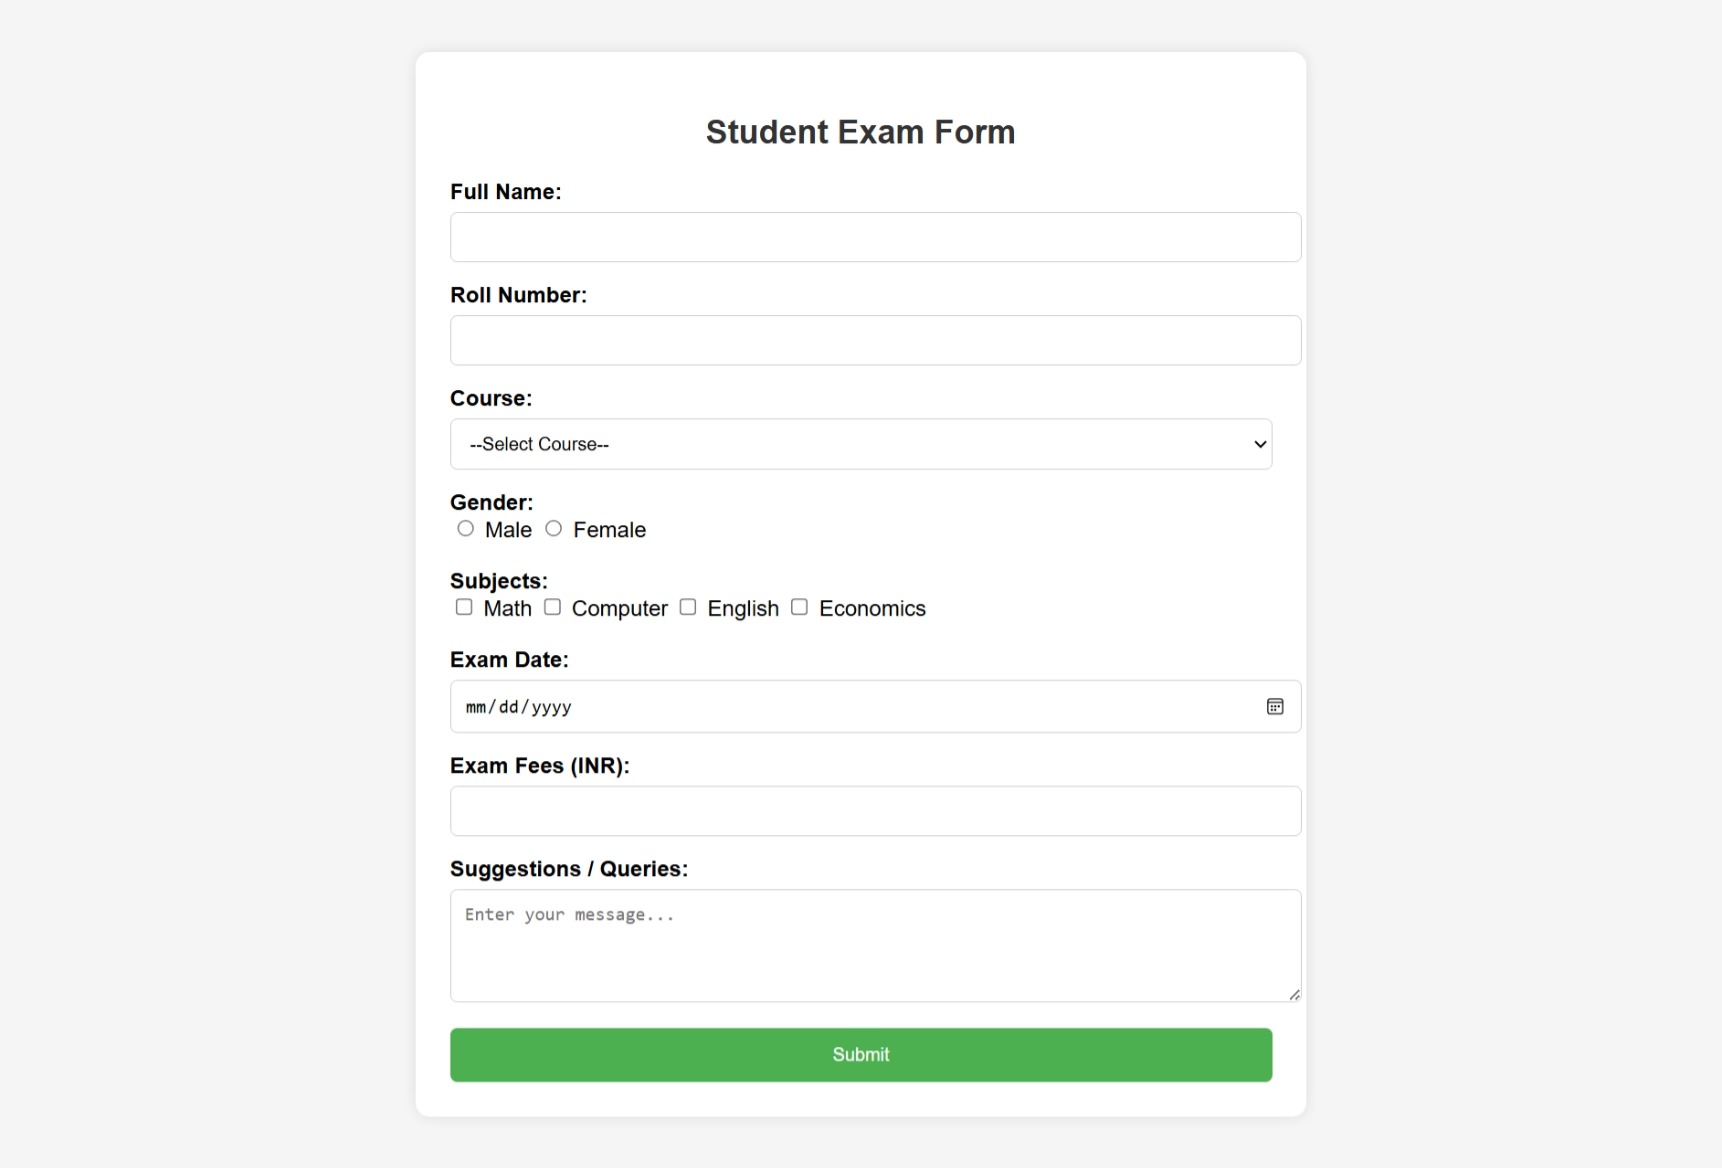 Student Exam Form
Full Name:
Roll Number:
Course:
--Select Course--
Gender:
Male Female
Subjects:
Math Computer English Economics
Exam Date:
mm/dd/yyyy
Exam Fees (INR):
Suggestions / Queries:
Enter your message...
Submit